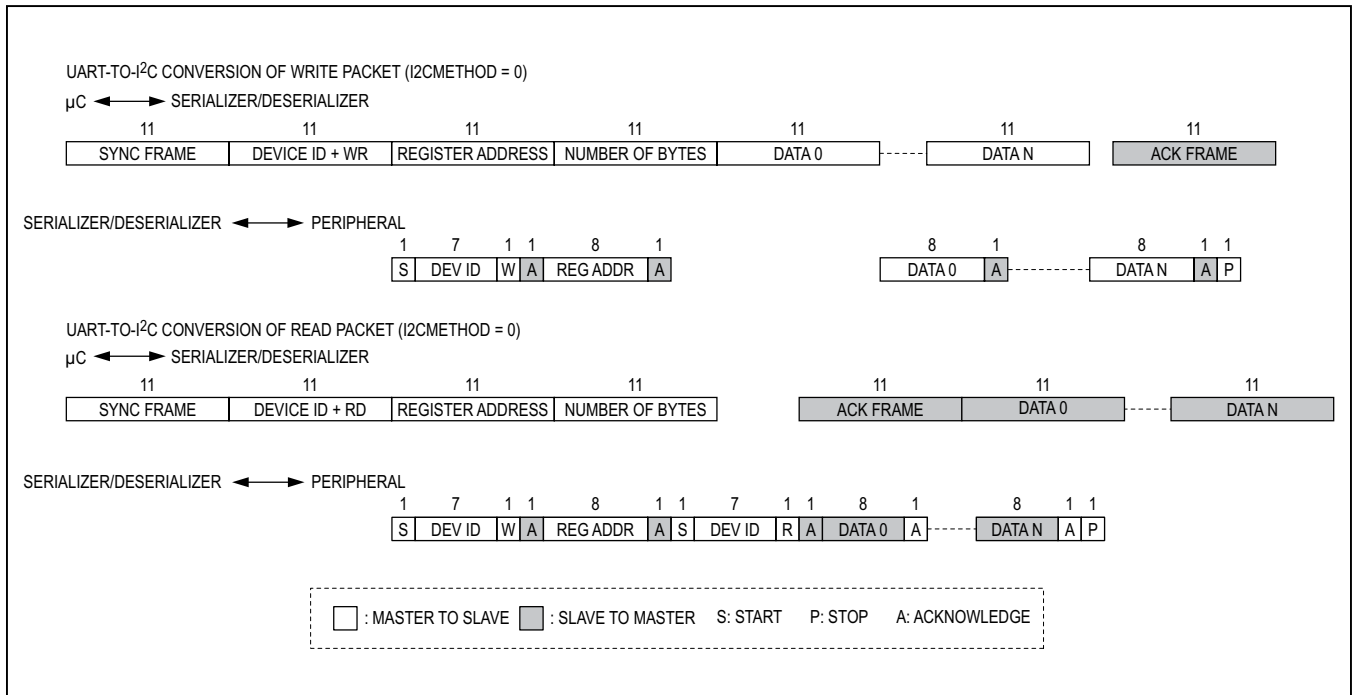 UART-TO-I2C CONVERSION OF WRITE PACKET (I2CMETHOD = 0)
µC SERIALIZER/DESERIALIZER
11 11 11 11 11 11 11
SYNC FRAME DEVICE ID + WR REGISTER ADDRESS NUMBER OF BYTES DATA 0 DATA N ACK FRAME
SERIALIZER/DESERIALIZER PERIPHERAL
1 7 1 1 8 1 8 1 8 1 1
S DEV ID W A REG ADDR A DATA 0 A DATA N A P
UART-TO-I2C CONVERSION OF READ PACKET (I2CMETHOD = 0)
µC SERIALIZER/DESERIALIZER
11 11 11 11 11 11 11
SYNC FRAME DEVICE ID + RD REGISTER ADDRESS NUMBER OF BYTES ACK FRAME DATA 0 DATA N
SERIALIZER/DESERIALIZER PERIPHERAL
1 7 1 1 8 1 1 7 1 1 8 1 8 1 1
S DEV ID W A REG ADDR A S DEV ID R A DATA 0 A DATA N A P
: MASTER TO SLAVE : SLAVE TO MASTER S: START P: STOP A: ACKNOWLEDGE